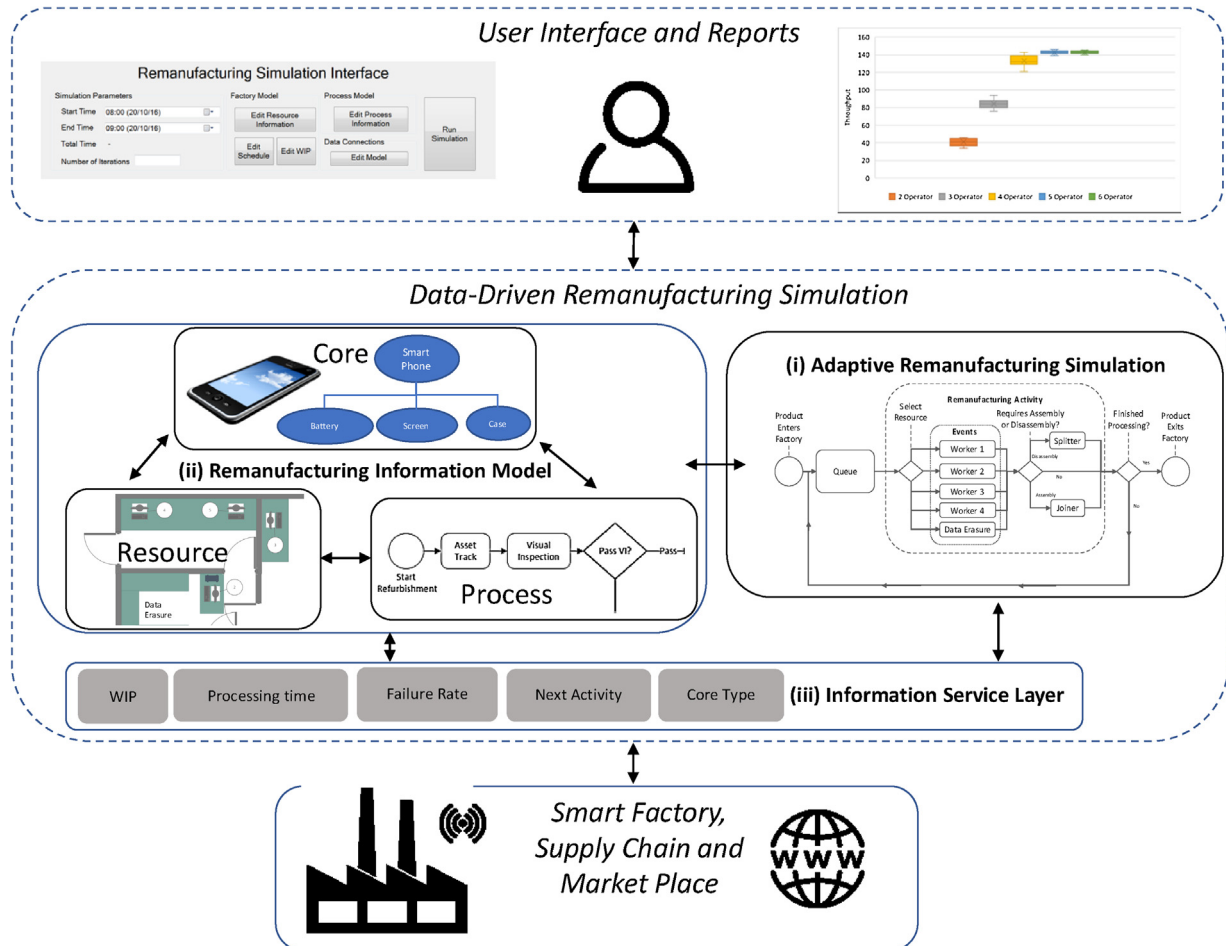 User Interface and Reports
Remanufacturing Simulation Interface
Simulation Parameters
Start Time 08:00 (20/10/16)
End Time 09:00 (20/10/16)
Total Time -
Number of Iterations
Factory Model
Edit Resource
Information
Edit
Schedule
Edit WIP
Process Model
Edit Process
Information
Data Connections
Edit Model
Run
Simulation
Throughput
160
140
120
100
80
60
40
20
0
2 Operator 3 Operator 4 Operator 5 Operator 6 Operator
Data-Driven Remanufacturing Simulation
Core
Smart
Phone
Battery
Screen
Case
(ii) Remanufacturing Information Model
Resource
Data
Erasure
Start
Refurbishment
Asset
Track
Visual
Inspection
Pass VI?
Pass
Process
(i) Adaptive Remanufacturing Simulation
Product
Enters
Factory
Queue
Remanufacturing Activity
Select
Resource
Events
Worker 1
Worker 2
Worker 3
Worker 4
Data Erasure
Requires Assembly
or Disassembly?
Disassembly
No
Assembly
Splitter
Joiner
Finished
Processing?
Yes
No
Product
Exits
Factory
WIP
Processing time
Failure Rate
Next Activity
Core Type
(iii) Information Service Layer
Smart Factory,
Supply Chain and
Market Place
WWW